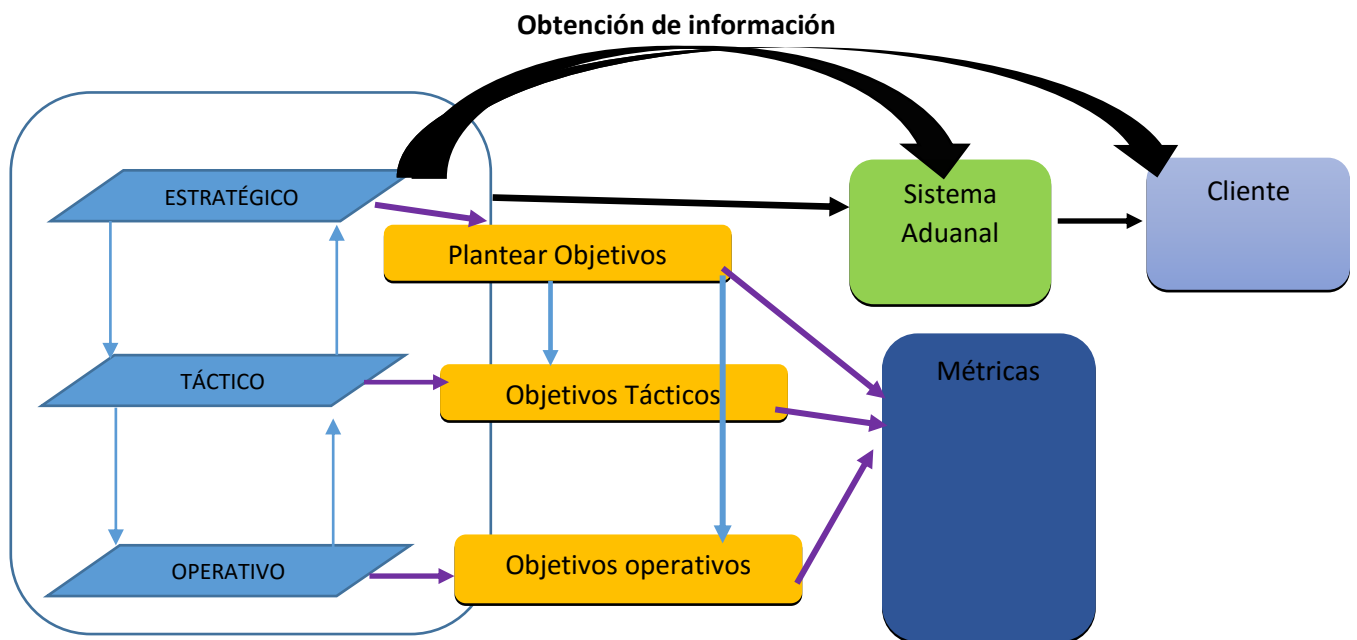 Obtención de información
ESTRATÉGICO
Sistema
Aduanal
Cliente
Plantear Objetivos
TÁCTICO
Objetivos Tácticos
Métricas
OPERATIVO
Objetivos operativos